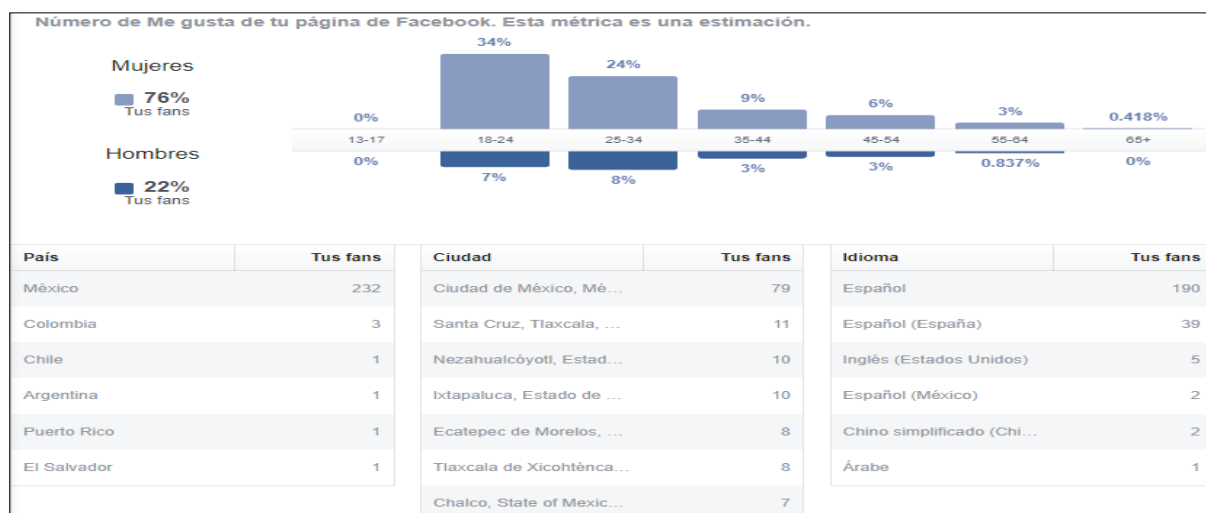 Número de Me gusta de tu página de Facebook. Esta métrica es una estimación.
Mujeres
76%
Tus fans
0% 34% 24% 9% 6% 3% 0.418%
13-17 18-24 25-34 35-44 45-54 55-64 65+
Hombres
22%
Tus fans
0% 7% 8% 3% 3% 0.837% 0%
País Tus fans
México 232
Colombia 3
Chile 1
Argentina 1
Puerto Rico 1
El Salvador 1
Ciudad Tus fans
Ciudad de México, Mé... 79
Santa Cruz, Tlaxcala, ... 11
Nezahualcóyotl, Estad... 10
Ixtapaluca, Estado de ... 10
Ecatepec de Morelos, ... 8
Tlaxcala de Xicohténca... 8
Chalco, State of Mexic... 7
Idioma Tus fans
Español 190
Español (España) 39
Inglés (Estados Unidos) 5
Español (México) 2
Chino simplificado (Chi... 2
Árabe 1